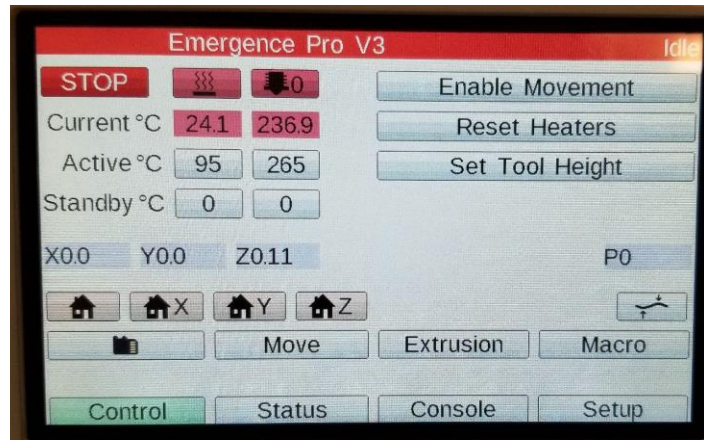 Emergence Pro V3 Idle
STOP 0 Enable Movement
Current °C 24.1 236.9 Reset Heaters
Active °C 95 265 Set Tool Height
Standby °C 0 0
X0.0 Y0.0 Z0.11 P0
X Y Z
Move Extrusion Macro
Control Status Console Setup